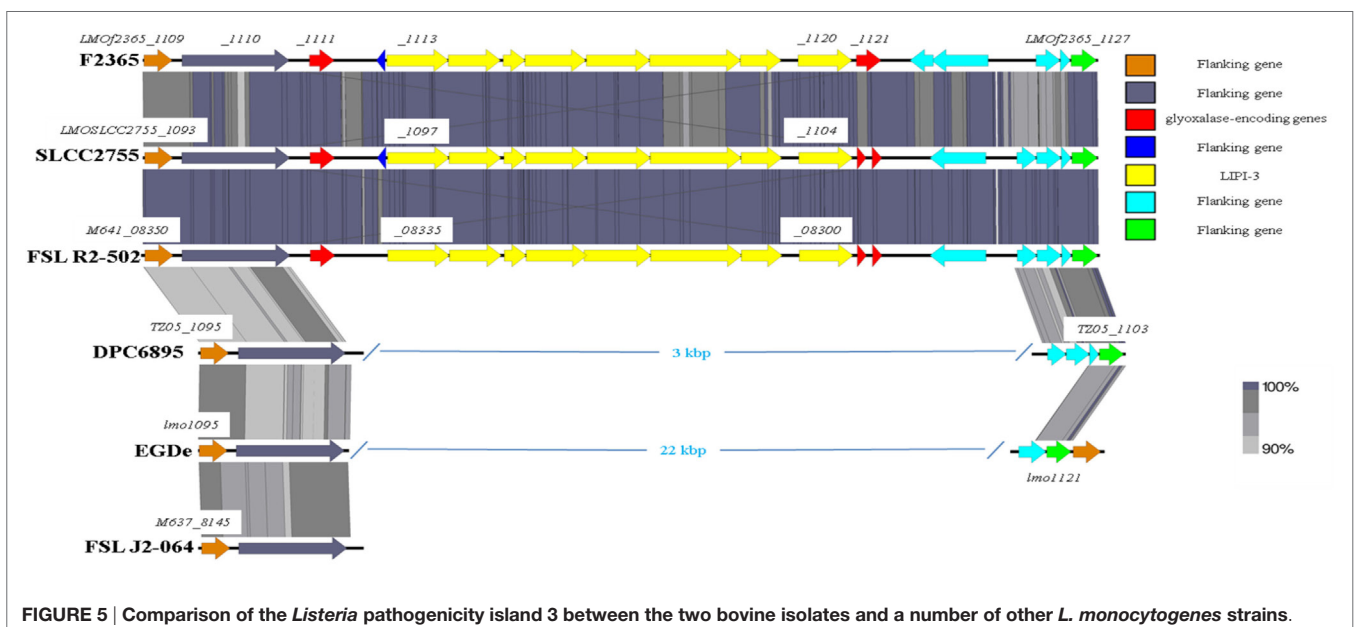 LMOf2365_1109 _1110 _1111 _1113 _1120 _1121 LMOf2365_1127
F2365
LMOSLCC2755_1093 _1097 _1104
SLCC2755
M641_08350 _08335 _08300
FSL R2-502
TZ05_1095 TZ05_1103
DPC6895 3 kbp
lmo1095
EGDe 22 kbp
lmo1121
M637_8145
FSL J2-064
Flanking gene
Flanking gene
glyoxalase-encoding genes
Flanking gene
LIPI-3
Flanking gene
Flanking gene
100%
90%
FIGURE 5 | Comparison of the Listeria pathogenicity island 3 between the two bovine isolates and a number of other L. monocytogenes strains.